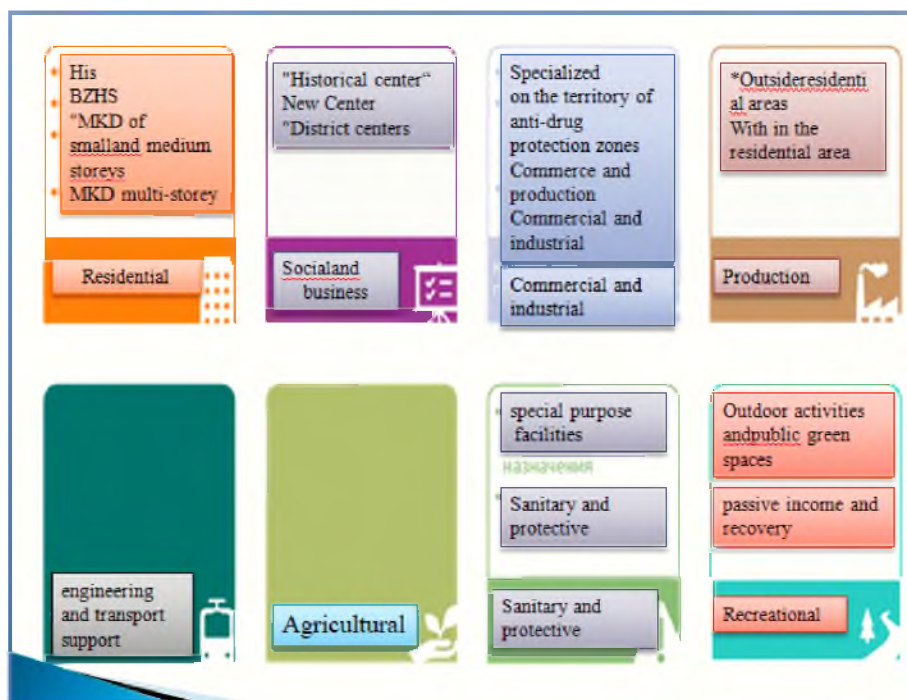 His
BZHS
"MKD of
smalland medium
storeys
MKD multi-storey
Residential
"Historical center“
New Center
"District centers
Socialand
business
Specialized
on the territory of
anti-drug
protection zones
Commerce and
production
Commercial and
industrial
Commercial and
industrial
*Outsideresidenti
al areas
With in the
residential area
Production
engineering
and transport
support
Agricultural
special purpose
facilities
назначения
Sanitary and
protective
Sanitary and
protective
Outdoor activities
andpublic green
spaces
passive income and
recovery
Recreational